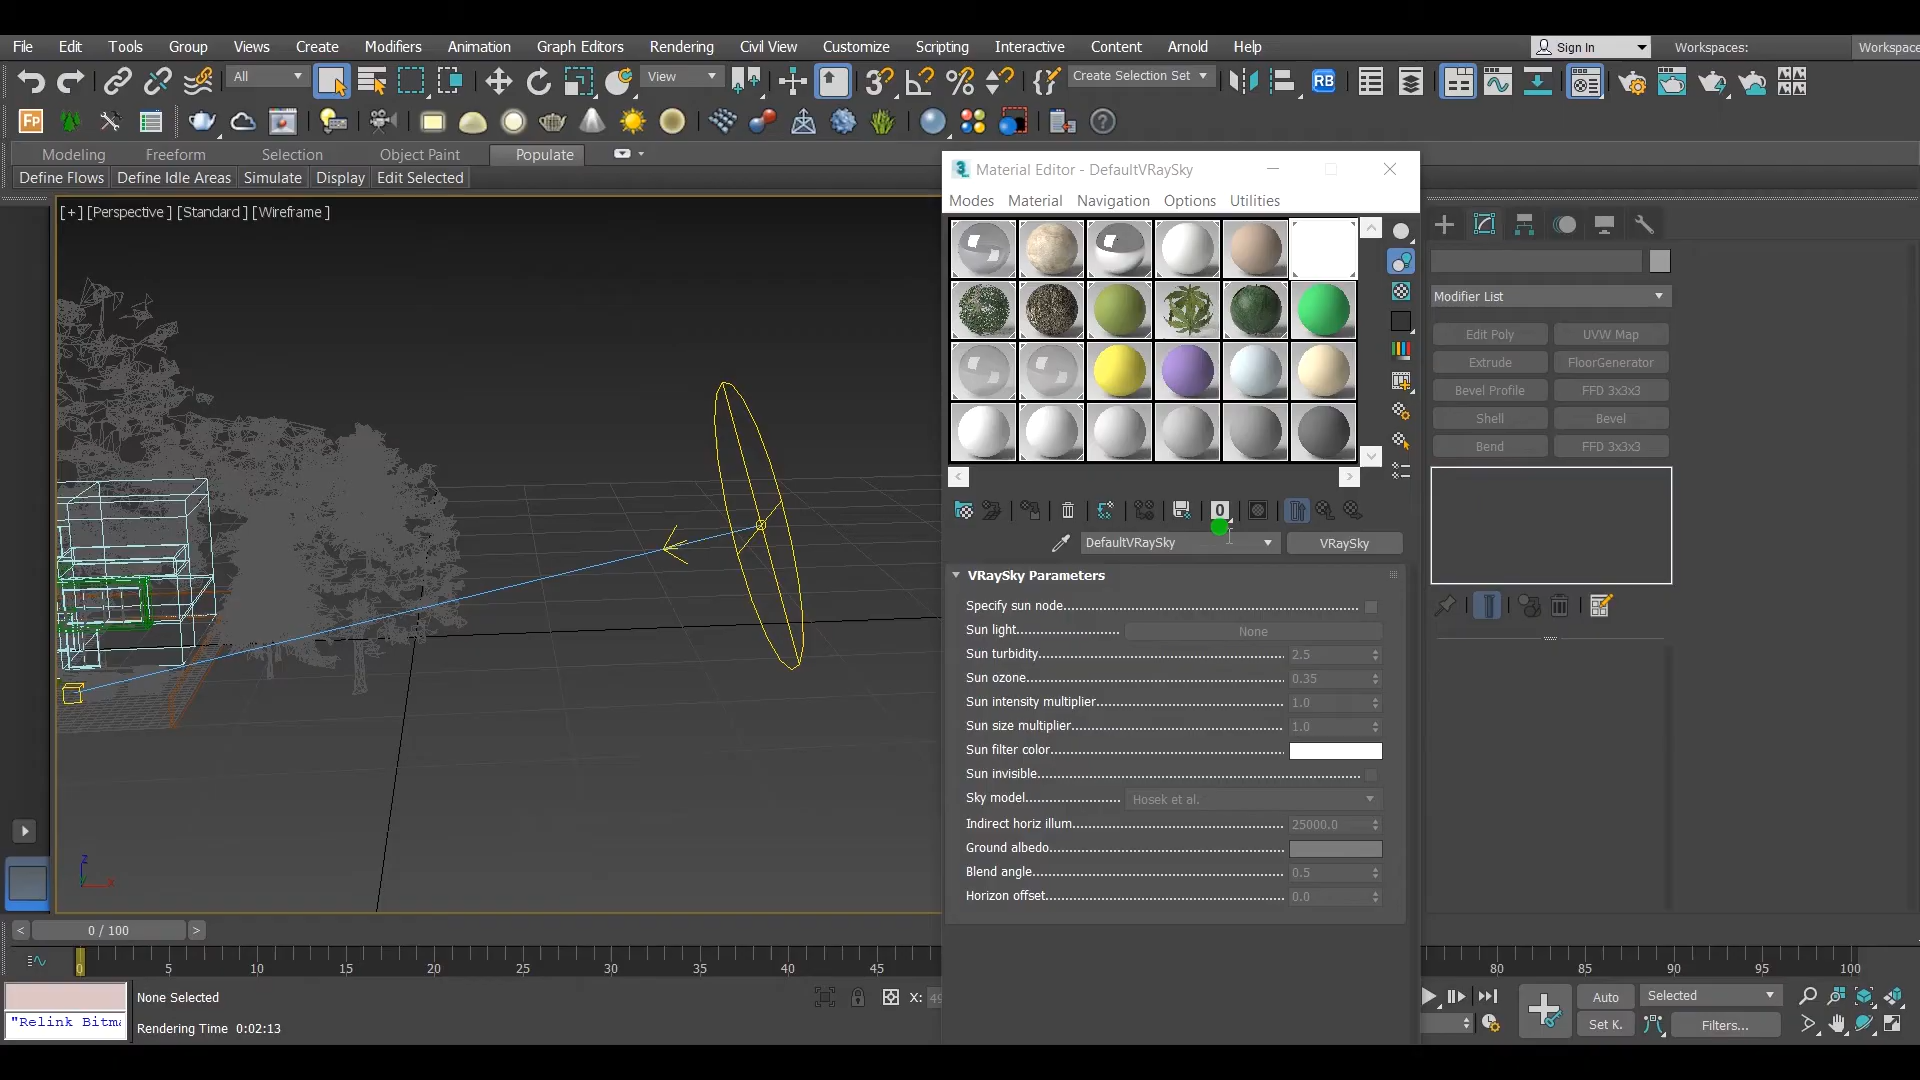 File Edit Tools Group Views Create Modifiers Animation Graph Editors Rendering Civil View Customize Scripting Interactive Content Arnold Help Sign In Workspaces: Workspace
All View Create Selection Set RB
Fp
Modeling Freeform Selection Object Paint Populate
Define Flows Define Idle Areas Simulate Display Edit Selected
[+] [Perspective ] [Standard ] [Wireframe ]
Material Editor - DefaultVRaySky
Modes Material Navigation Options Utilities
Modifier List
Edit Poly UVW Map
Extrude FloorGenerator
Bevel Profile FFD 3x3x3
Shell Bevel
Bend FFD 3x3x3
0
DefaultVRaySky VRaySky
VRaySky Parameters
Specify sun node
Sun light None
Sun turbidity 2.5
Sun ozone 0.35
Sun intensity multiplier 1.0
Sun size multiplier 1.0
Sun filter color
Sun invisible
Sky model Hosek et al.
Indirect horiz illum 25000.0
Ground albedo
Blend angle 0.5
Horizon offset 0.0
z
x
< 0 / 100 >
0 5 10 15 20 25 30 35 40 45 80 85 90 95 100
None Selected X: Auto Selected
"Relink Bitma
Rendering Time 0:02:13 Set K. Filters...